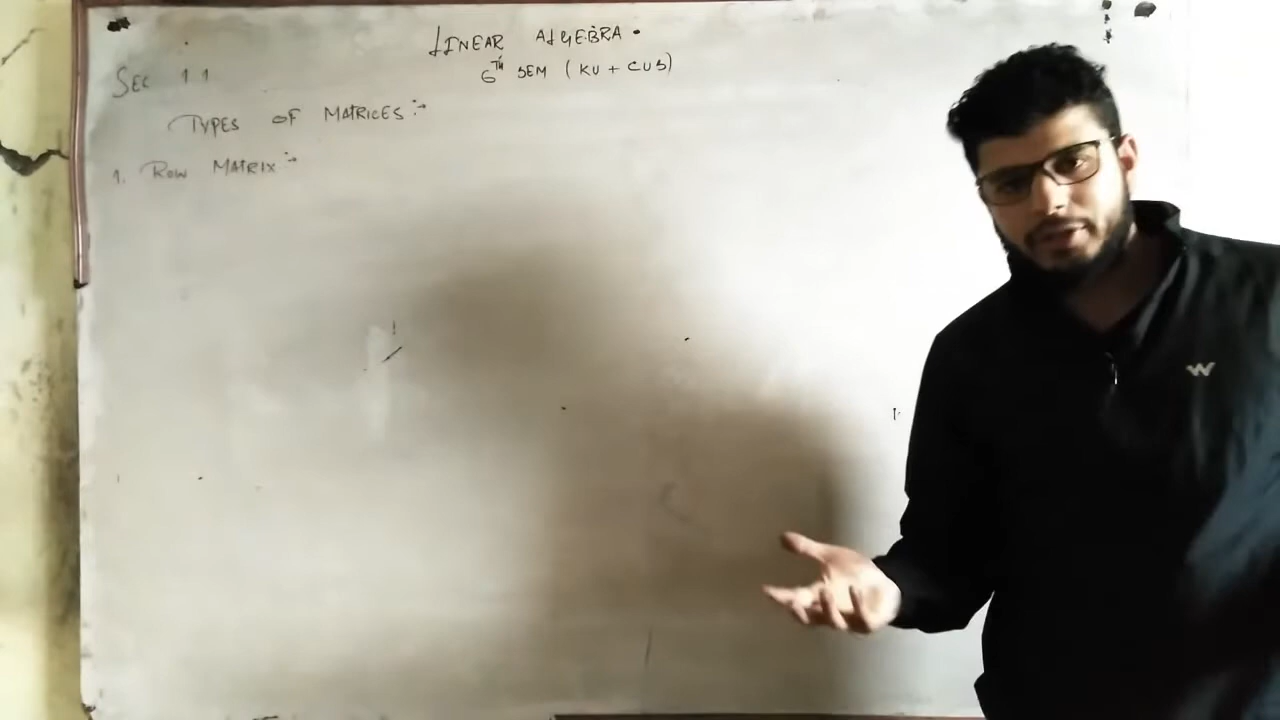 LINEAR ALGEBRA.
6TH SEM (KU + CUS)
SEC 1.1
TYPES OF MATRICES :→
1. ROW MATRIX :→
W